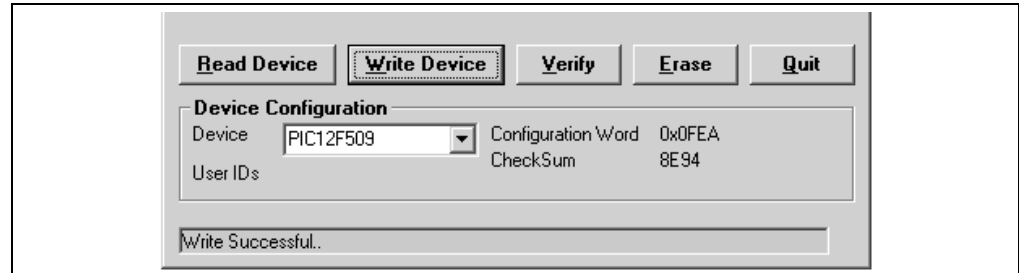 Read Device Write Device Verify Erase Quit
Device Configuration
Device PIC12F509 Configuration Word 0x0FEA
CheckSum 8E94
User IDs
Write Successful..